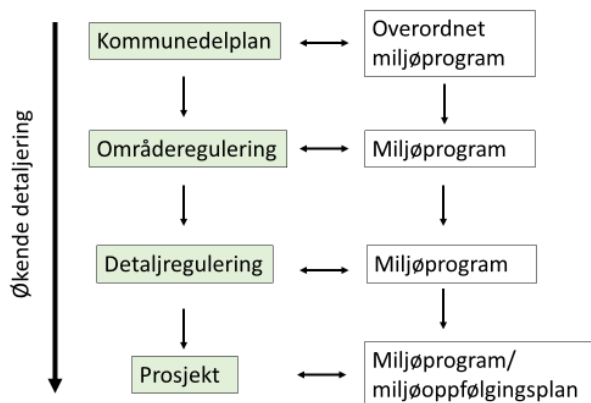 Økende detaljering
Kommunedelplan
Overordnet
miljøprogram
Områderegulering
Miljøprogram
Detaljregulering
Miljøprogram
Prosjekt
Miljøprogram/
miljøoppfølgingsplan